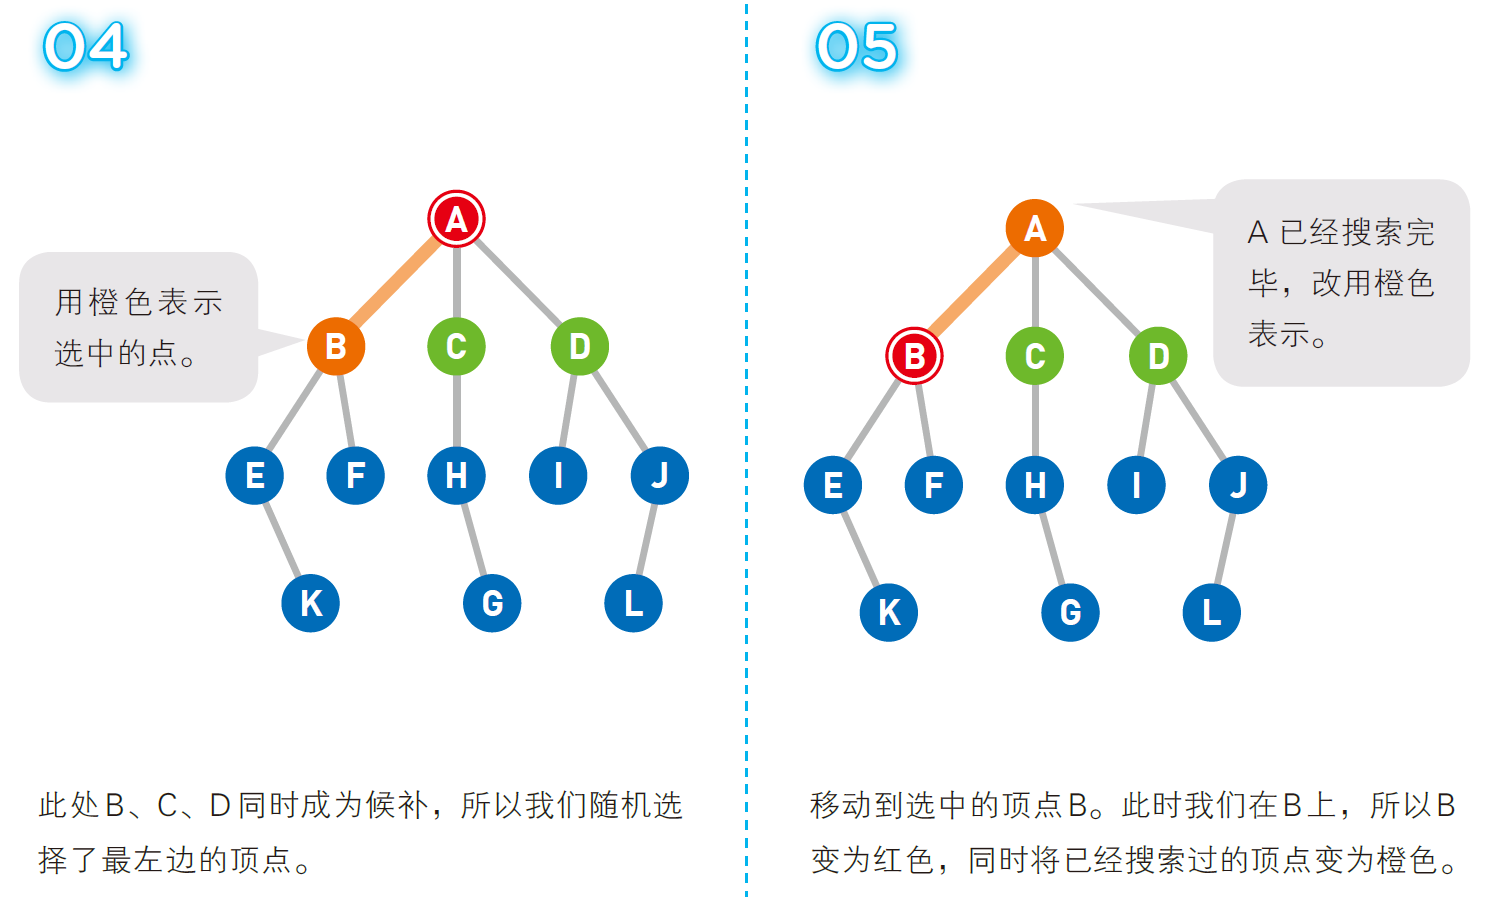 04
A
用橙色表示
选中的点。
B
C
D
E
F
H
I
J
K
G
L
此处B、C、D同时成为候补，所以我们随机选
择了最左边的顶点。
05
A
A 已经搜索完
毕，改用橙色
表示。
B
C
D
E
F
H
I
J
K
G
L
移动到选中的顶点B。此时我们在B上，所以B
变为红色，同时将已经搜索过的顶点变为橙色。